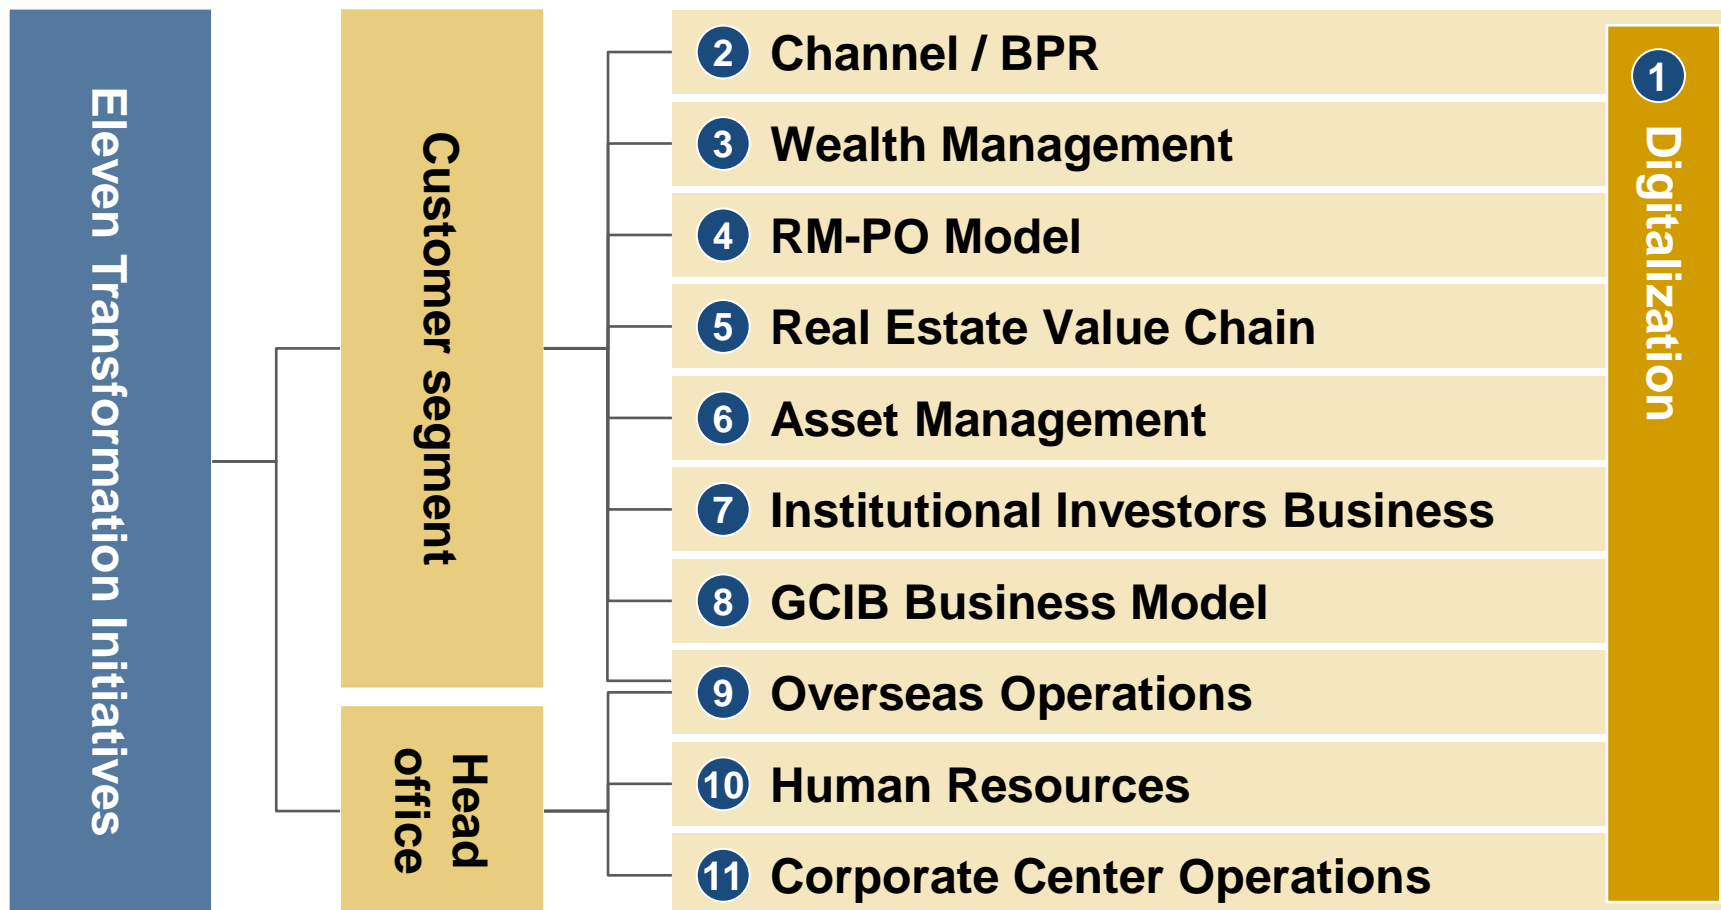 Eleven Transformation Initiatives
Customer segment
Head
office
2 Channel / BPR
3 Wealth Management
4 RM-PO Model
5 Real Estate Value Chain
6 Asset Management
7 Institutional Investors Business
8 GCIB Business Model
9 Overseas Operations
10 Human Resources
11 Corporate Center Operations
1 Digitalization